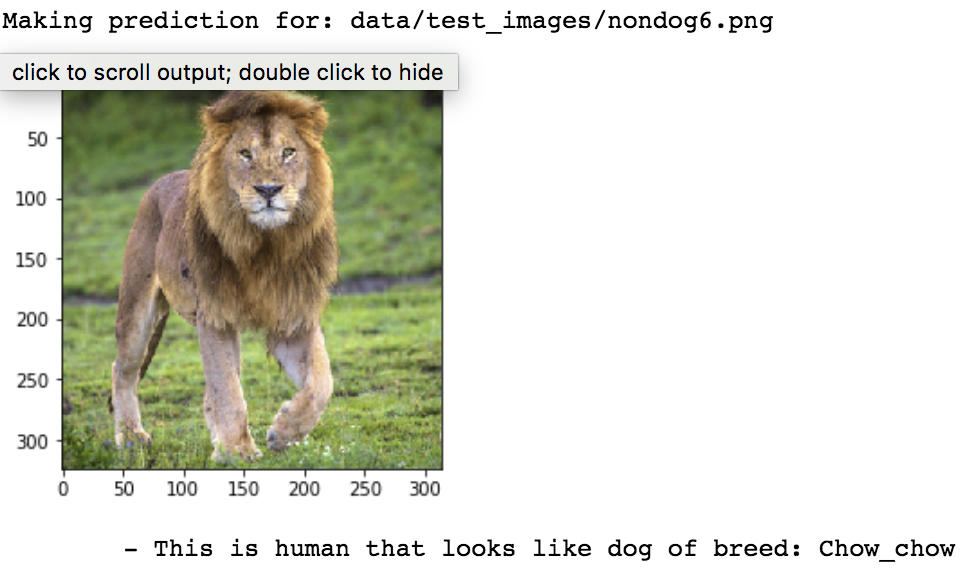 Making prediction for: data/test_images/nondog6.png
click to scroll output; double click to hide
50
100
150
200
250
300
0 50 100 150 200 250 300
- This is human that looks like dog of breed: Chow_chow